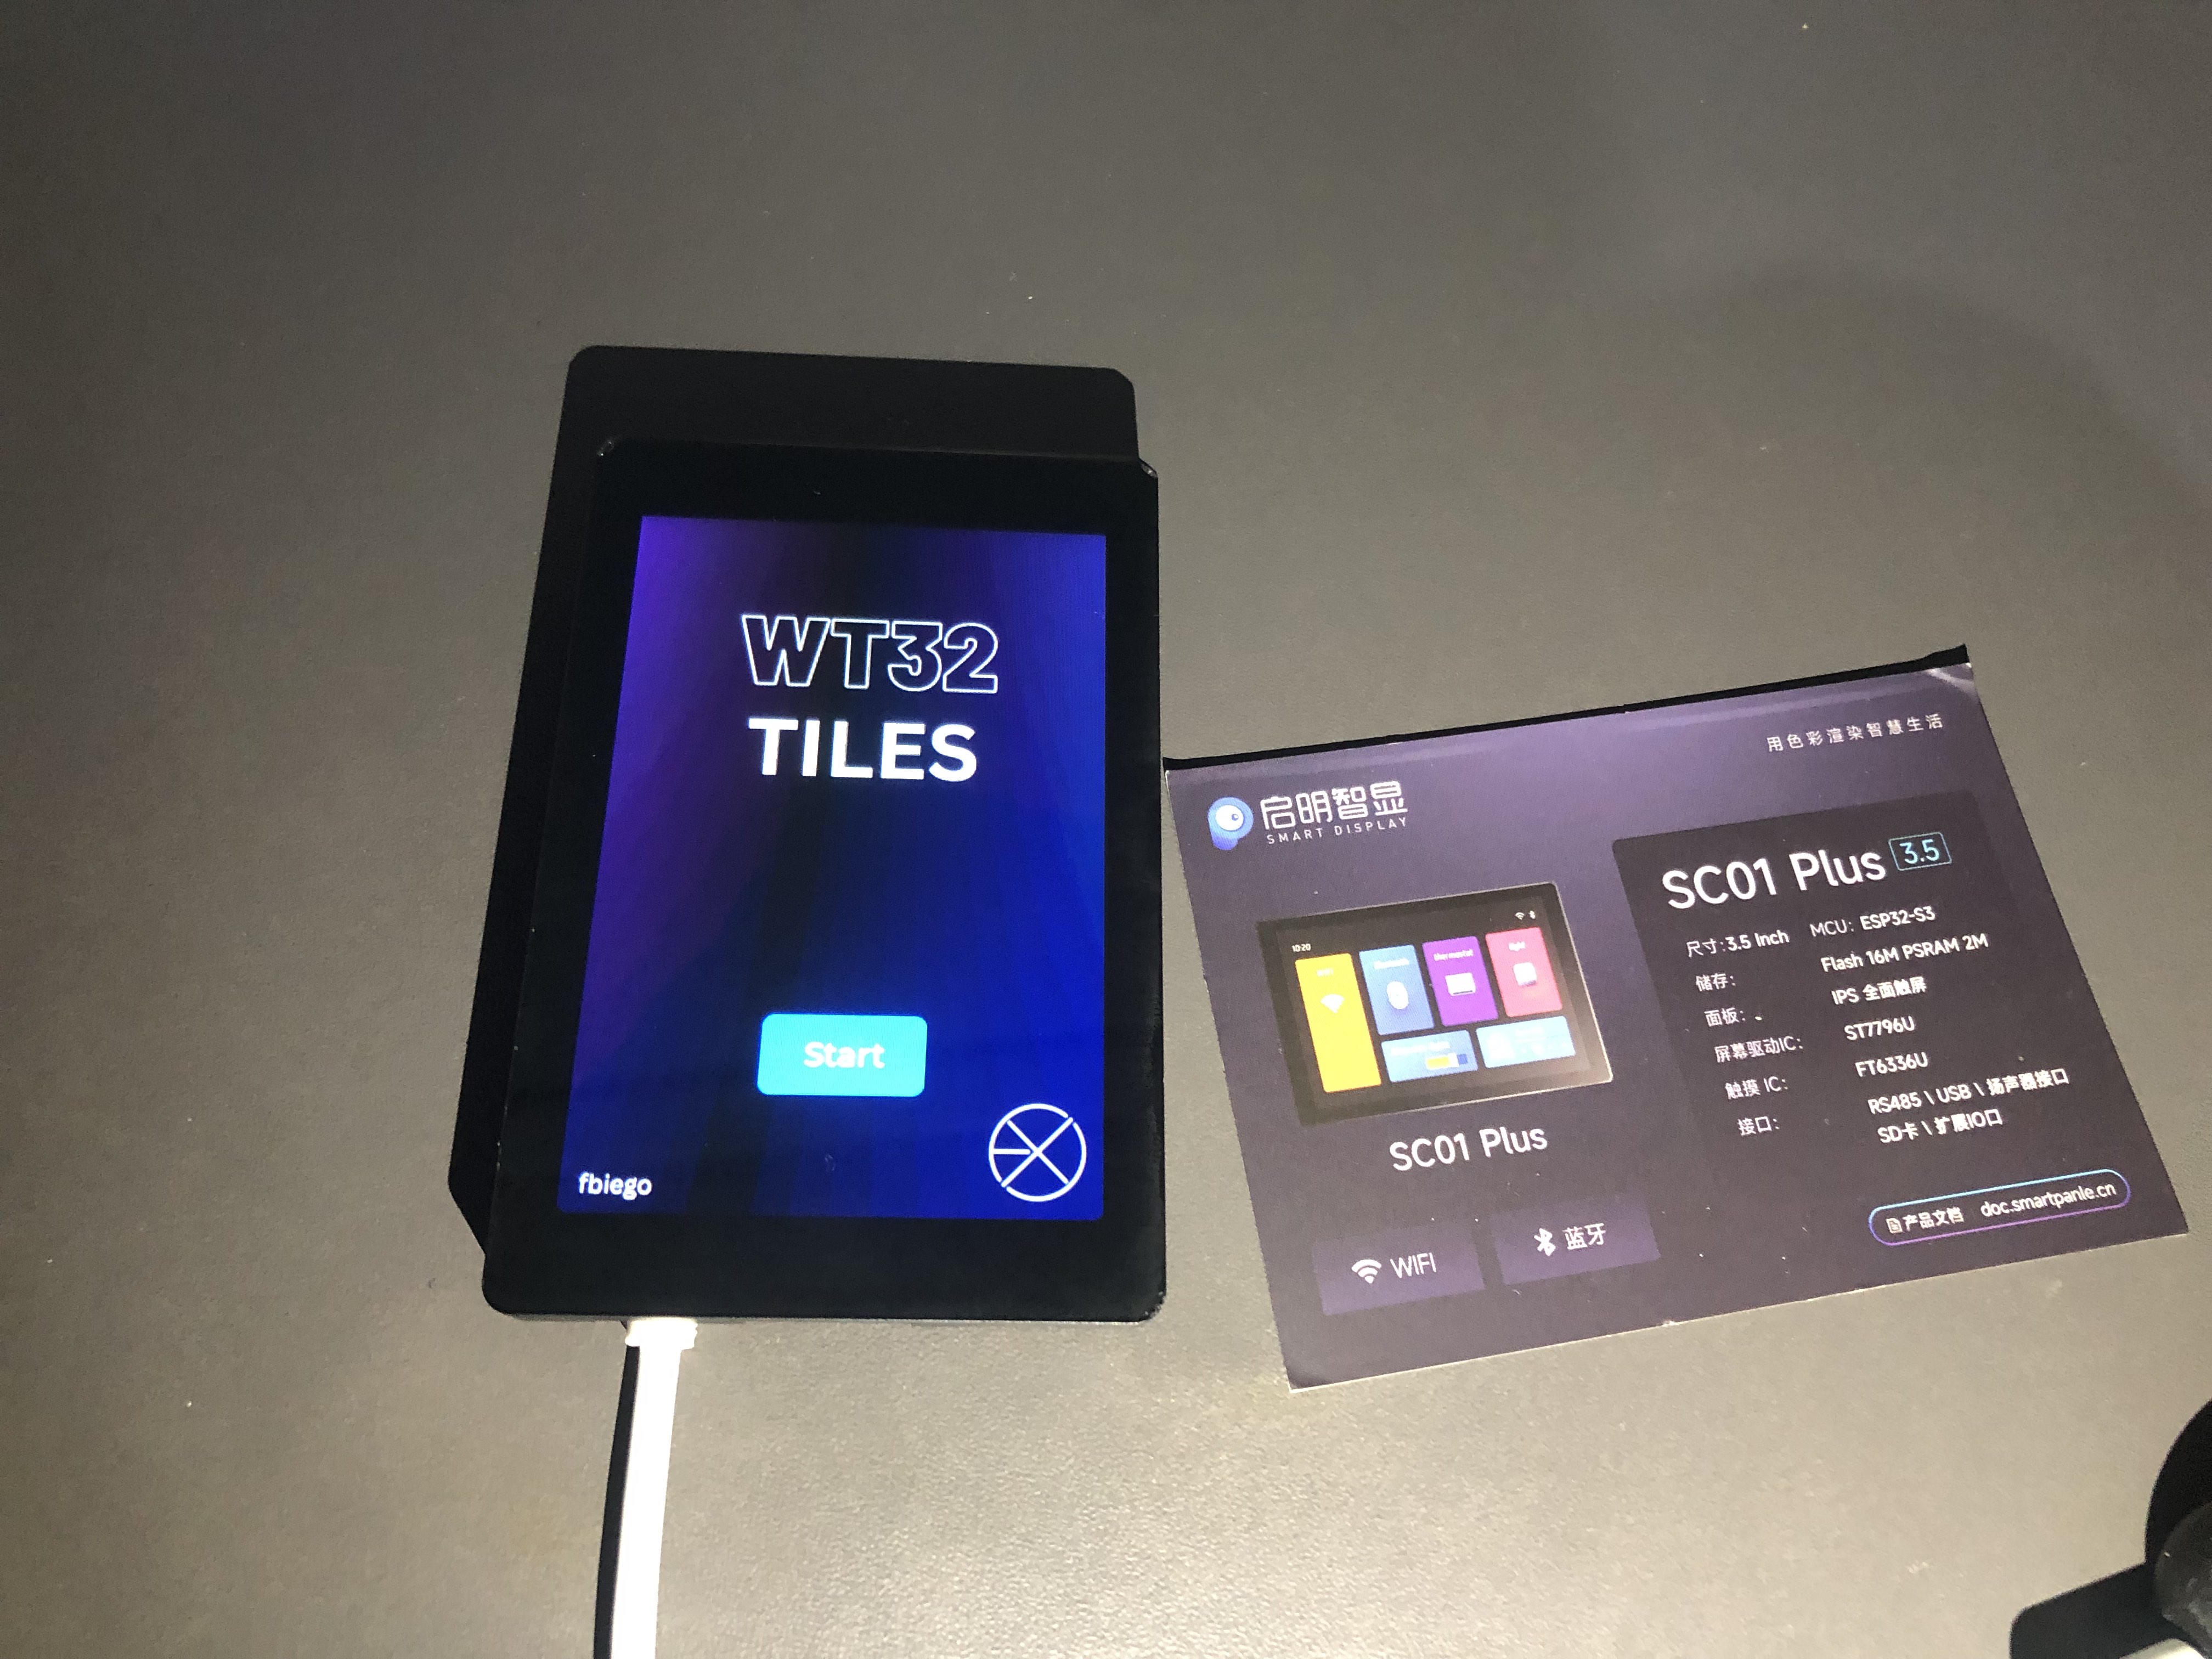 WT32
TILES
Start
fbiego
用色彩渲染智慧生活
启明智显
SMART DISPLAY
10:20
thermostat
light
SC01 Plus
WIFI
蓝牙
SC01 Plus 3.5
尺寸: 3.5 Inch MCU: ESP32-S3
储存: Flash 16M PSRAM 2M
面板: IPS 全面触屏
屏幕驱动IC: ST7796U
触摸 IC: FT6336U
接口: RS485 \ USB \ 扬声器接口
SD卡 \ 扩展IO口
产品文档 doc.smartpanle.cn